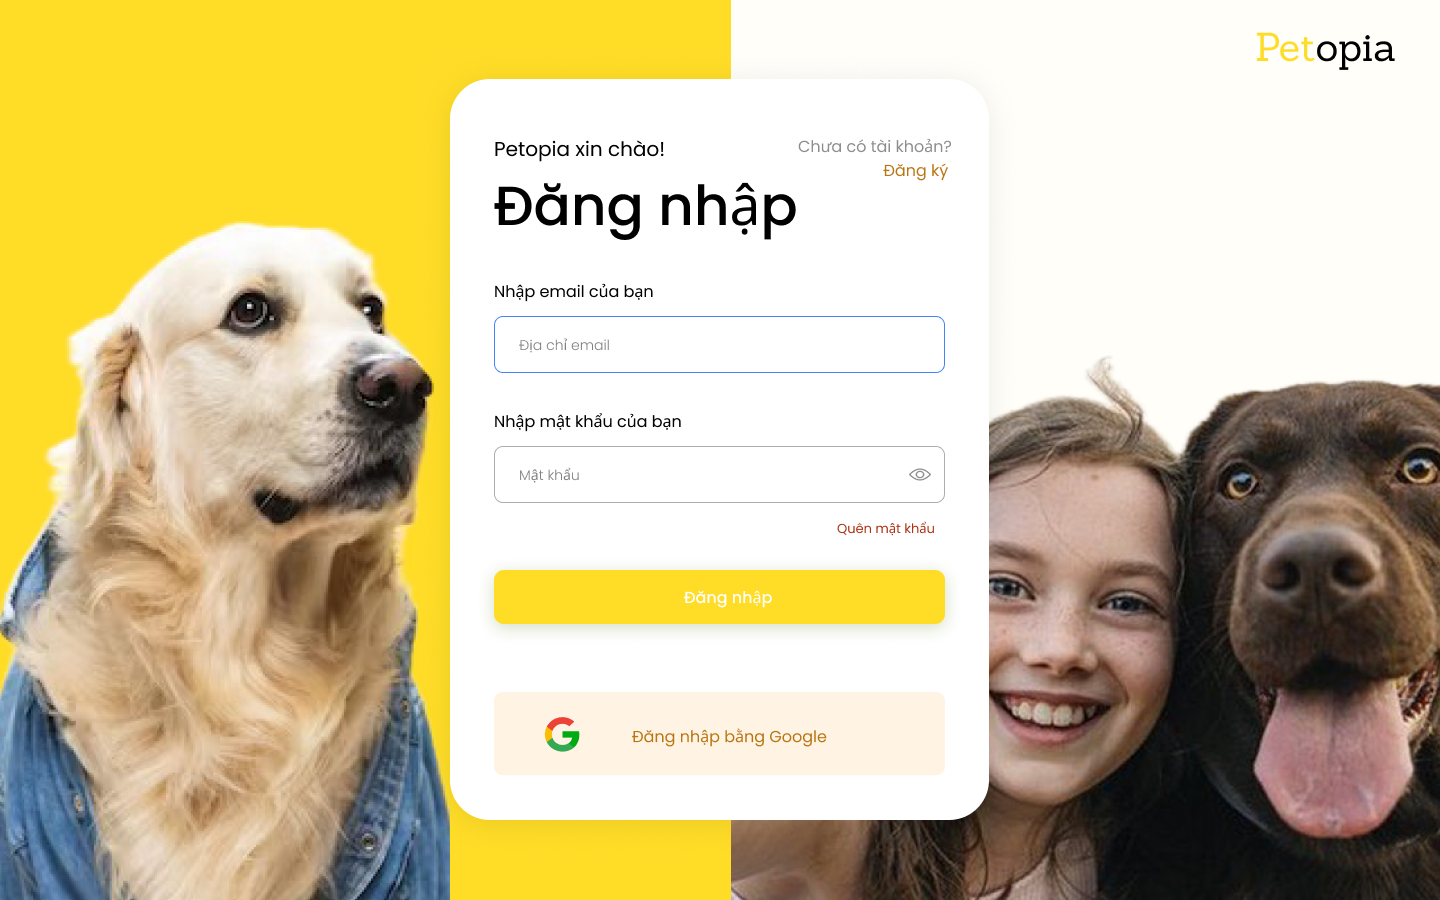 Petopia
Petopia xin chào!
Chưa có tài khoản?
Đăng ký
Đăng nhập
Nhập email của bạn
Địa chỉ email
Nhập mật khẩu của bạn
Mật khẩu
Quên mật khẩu
Đăng nhập
Đăng nhập bằng Google